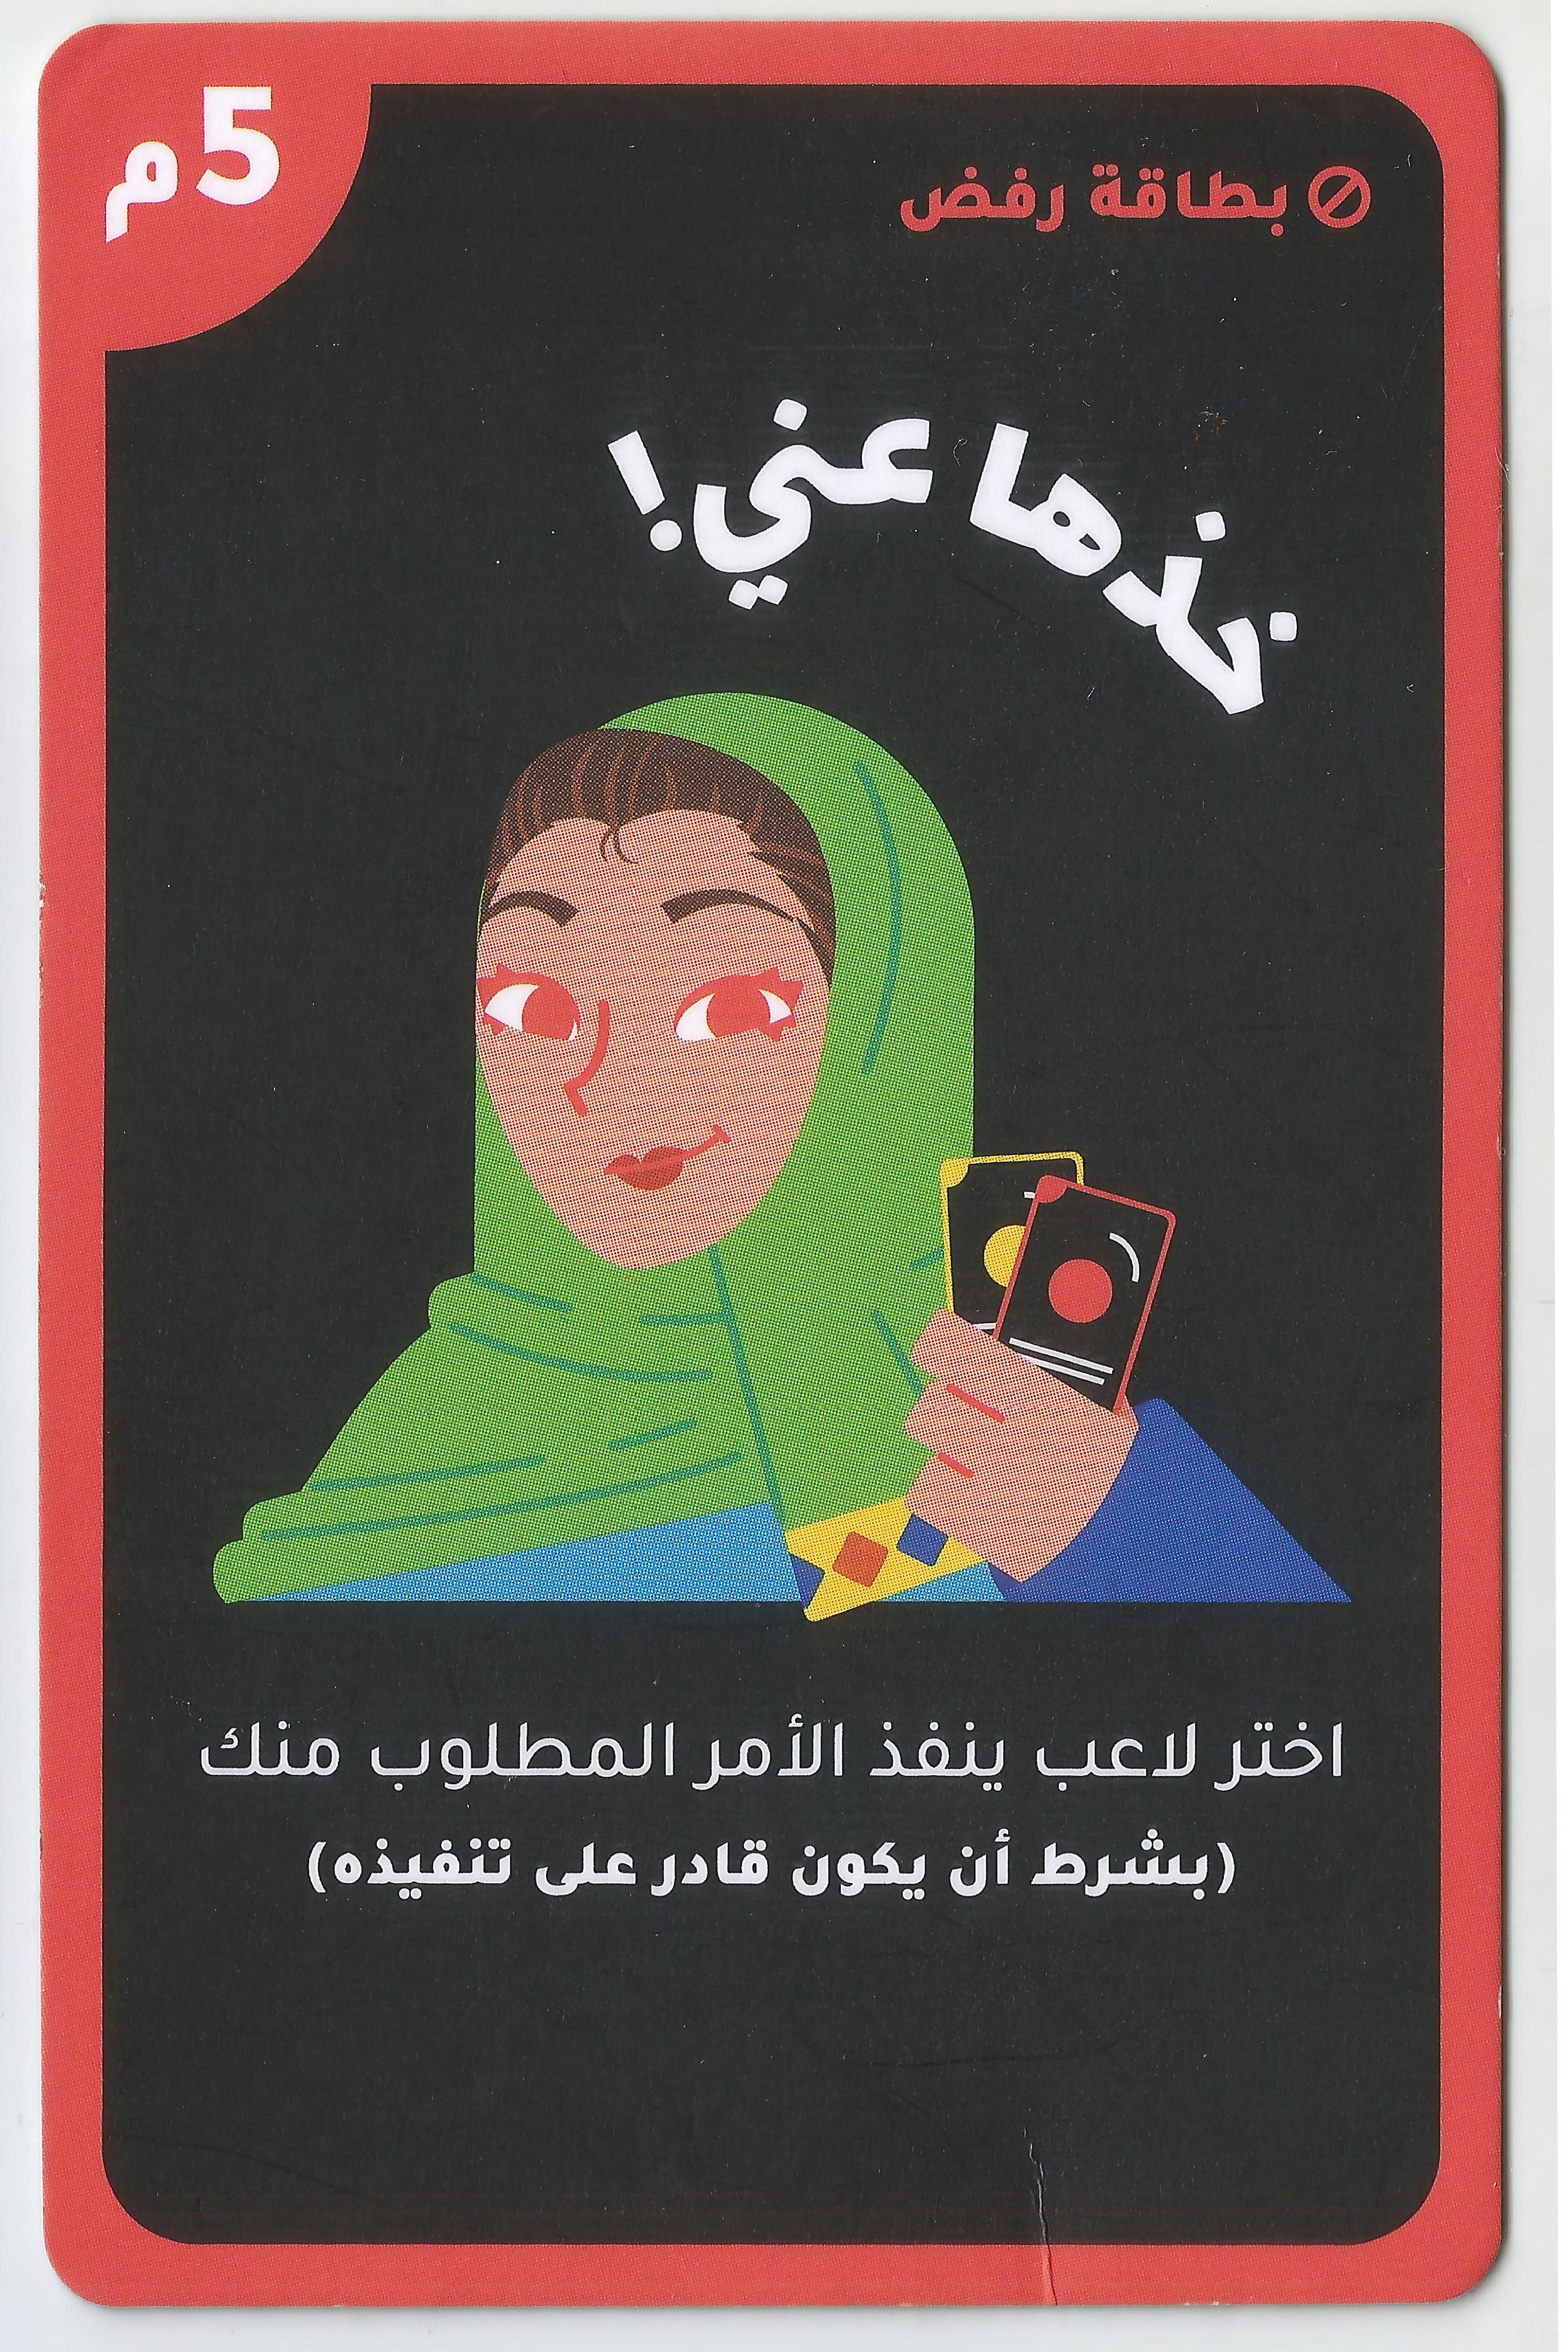 بطاقة رفض
5م
خذها عني!
اختر لاعب ينفذ الأمر المطلوب منك
(بشرط أن يكون قادر على تنفيذه)